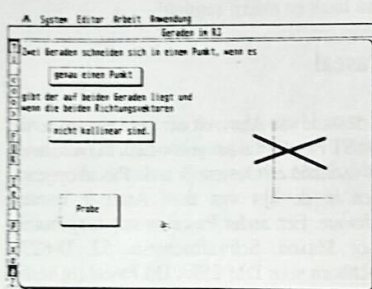 System Editor Arbeit Anwendung
Geraden im R3
Zwei Geraden schneiden sich in einem Punkt, wenn es
genau einen Punkt
gibt der auf beiden Geraden liegt und
wenn die beiden Richtungsvektoren
nicht kollinear sind.
Probe